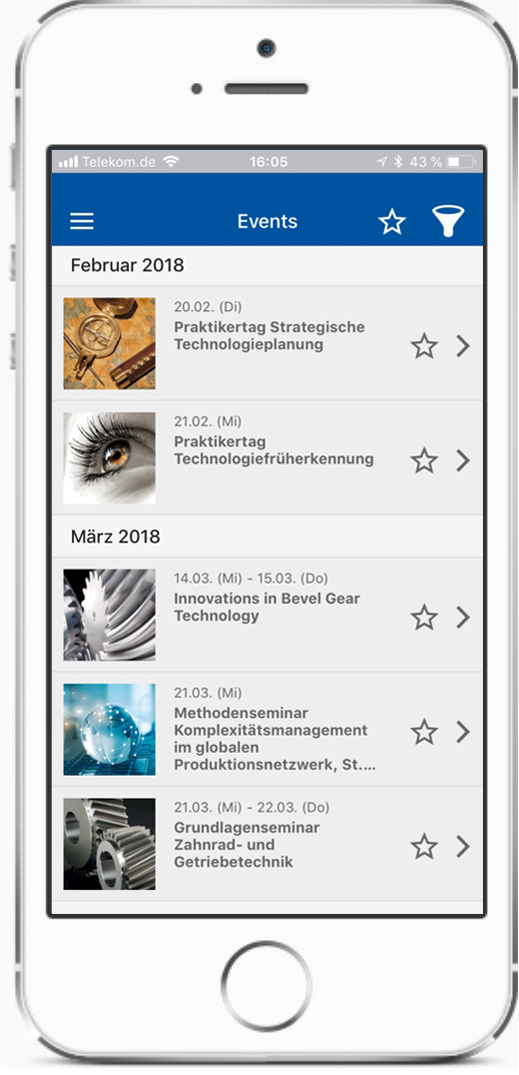 Telekom.de 16:05 43 %
Events
Februar 2018
20.02. (Di)
Praktikertag Strategische
Technologieplanung
21.02. (Mi)
Praktikertag
Technologiefrüherkennung
März 2018
14.03. (Mi) - 15.03. (Do)
Innovations in Bevel Gear
Technology
21.03. (Mi)
Methodenseminar
Komplexitätsmanagement
im globalen
Produktionsnetzwerk, St....
21.03. (Mi) - 22.03. (Do)
Grundlagenseminar
Zahnrad- und
Getriebetechnik